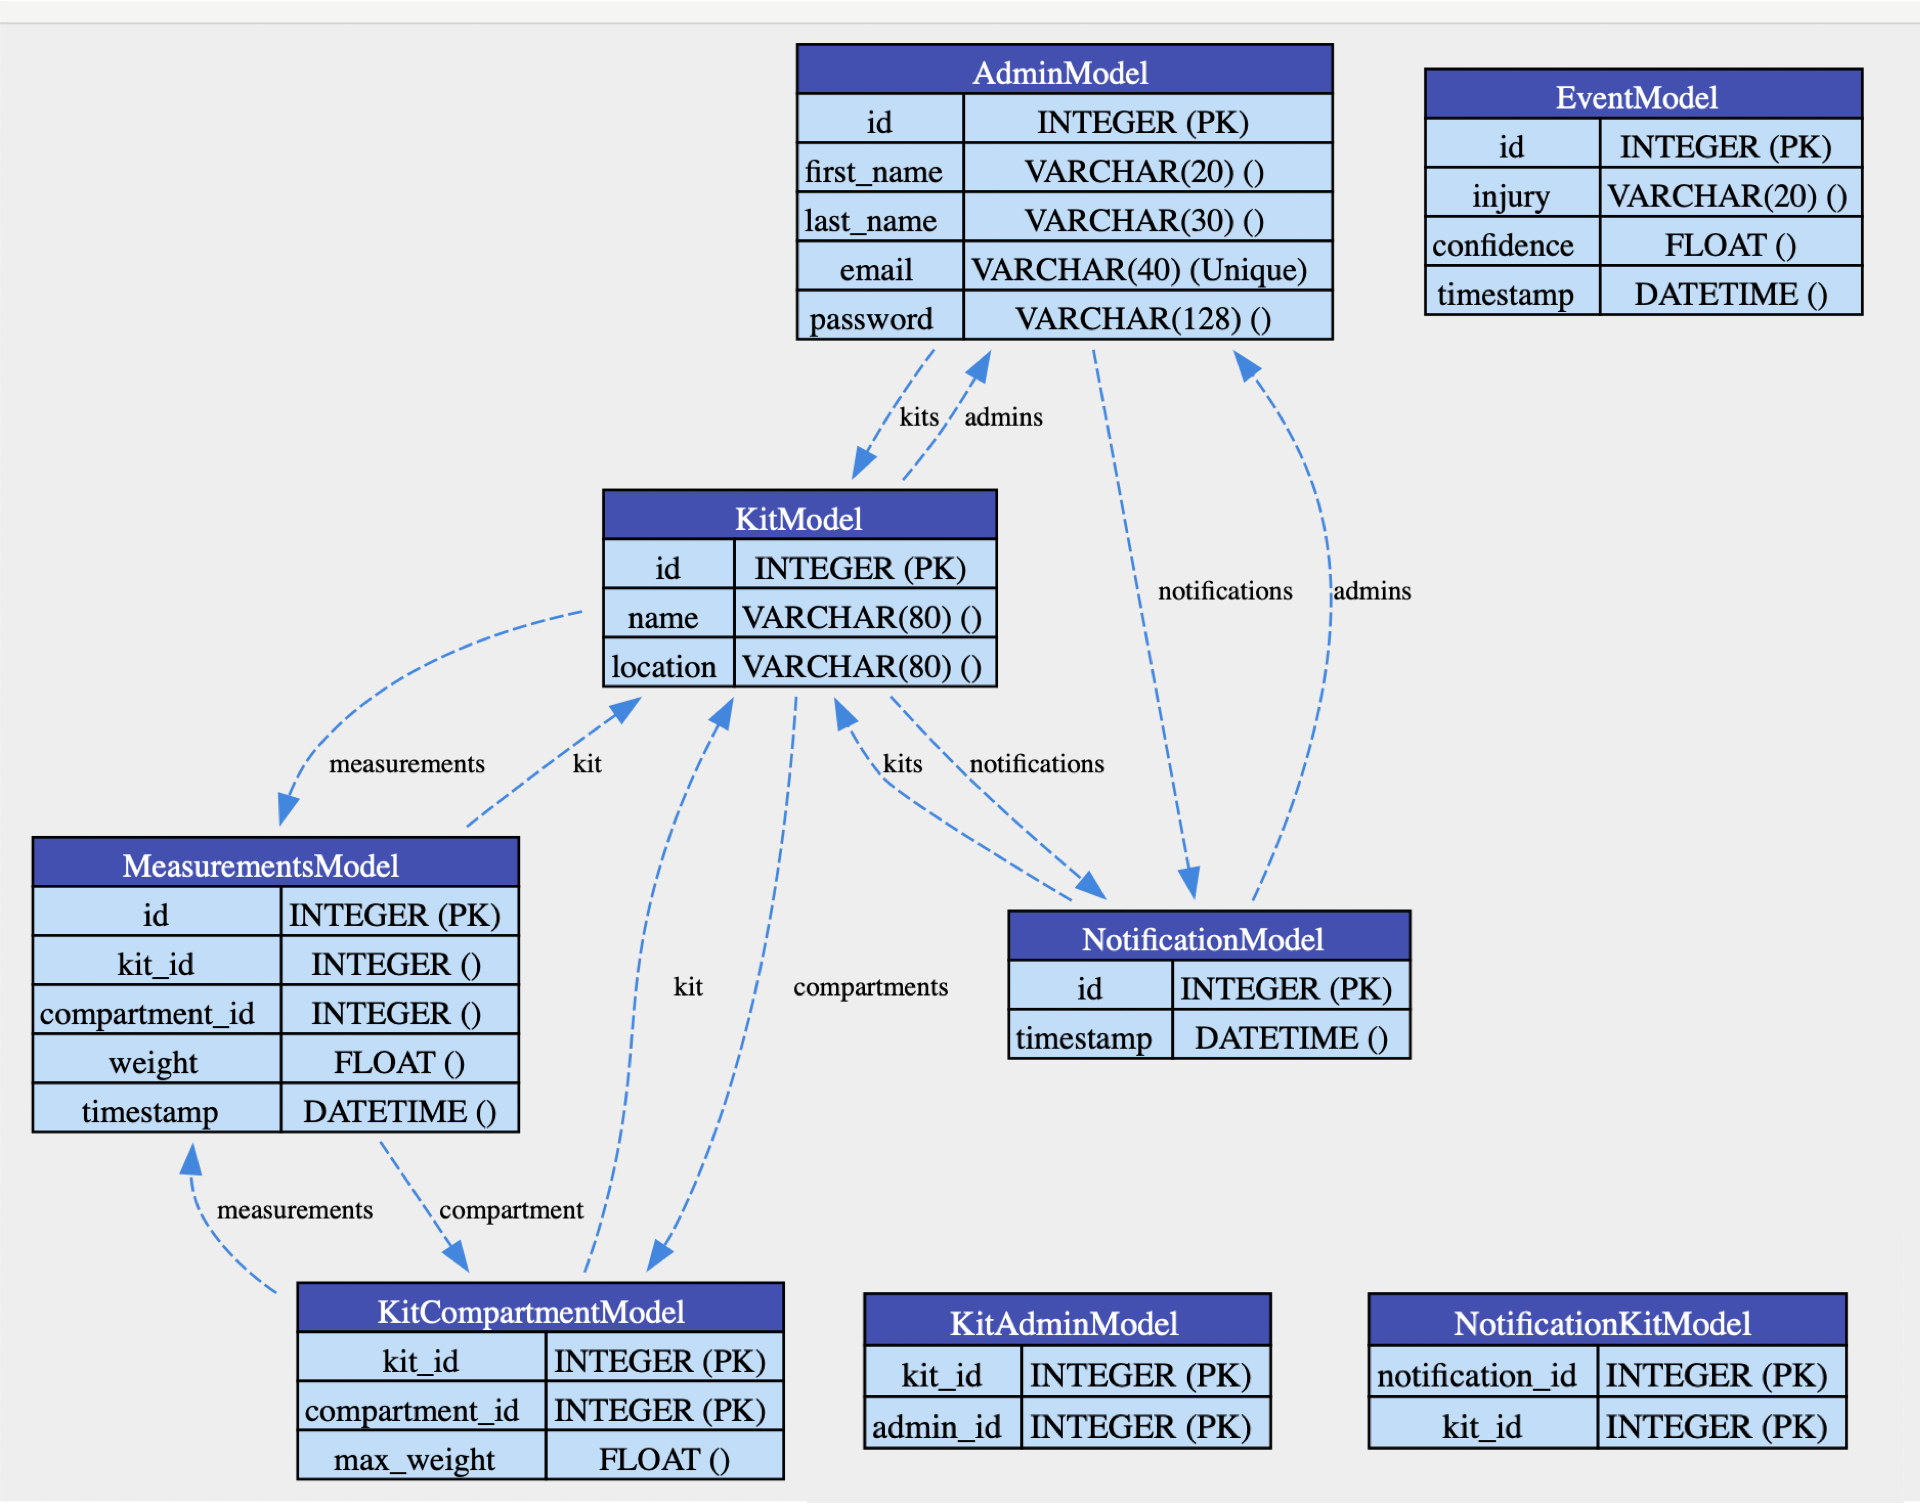 AdminModel
id INTEGER (PK)
first_name VARCHAR(20) ()
last_name VARCHAR(30) ()
email VARCHAR(40) (Unique)
password VARCHAR(128) ()
EventModel
id INTEGER (PK)
injury VARCHAR(20) ()
confidence FLOAT ()
timestamp DATETIME ()
kits
admins
KitModel
id INTEGER (PK)
name VARCHAR(80) ()
location VARCHAR(80) ()
notifications
admins
measurements
kit
kits
notifications
MeasurementsModel
id INTEGER (PK)
kit_id INTEGER ()
compartment_id INTEGER ()
weight FLOAT ()
timestamp DATETIME ()
kit
compartments
NotificationModel
id INTEGER (PK)
timestamp DATETIME ()
measurements
compartment
KitCompartmentModel
kit_id INTEGER (PK)
compartment_id INTEGER (PK)
max_weight FLOAT ()
KitAdminModel
kit_id INTEGER (PK)
admin_id INTEGER (PK)
NotificationKitModel
notification_id INTEGER (PK)
kit_id INTEGER (PK)